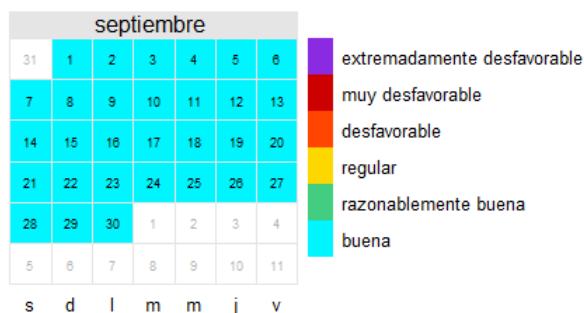 septiembre
31 1 2 3 4 5 6
7 8 9 10 11 12 13
14 15 16 17 18 19 20
21 22 23 24 25 26 27
28 29 30 1 2 3 4
5 6 7 8 9 10 11
s d l m m j v
extremadamente desfavorable
muy desfavorable
desfavorable
regular
razonablemente buena
buena